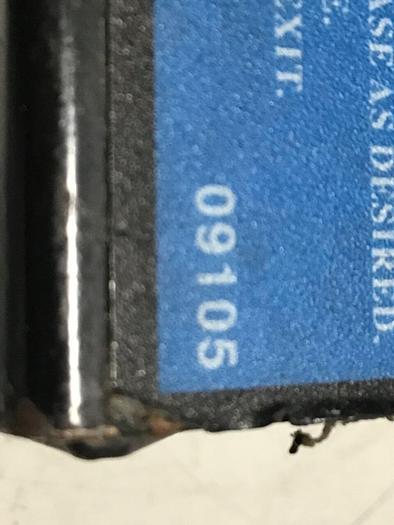 ASE AS DESIRED.
E.
EXIT.
09105